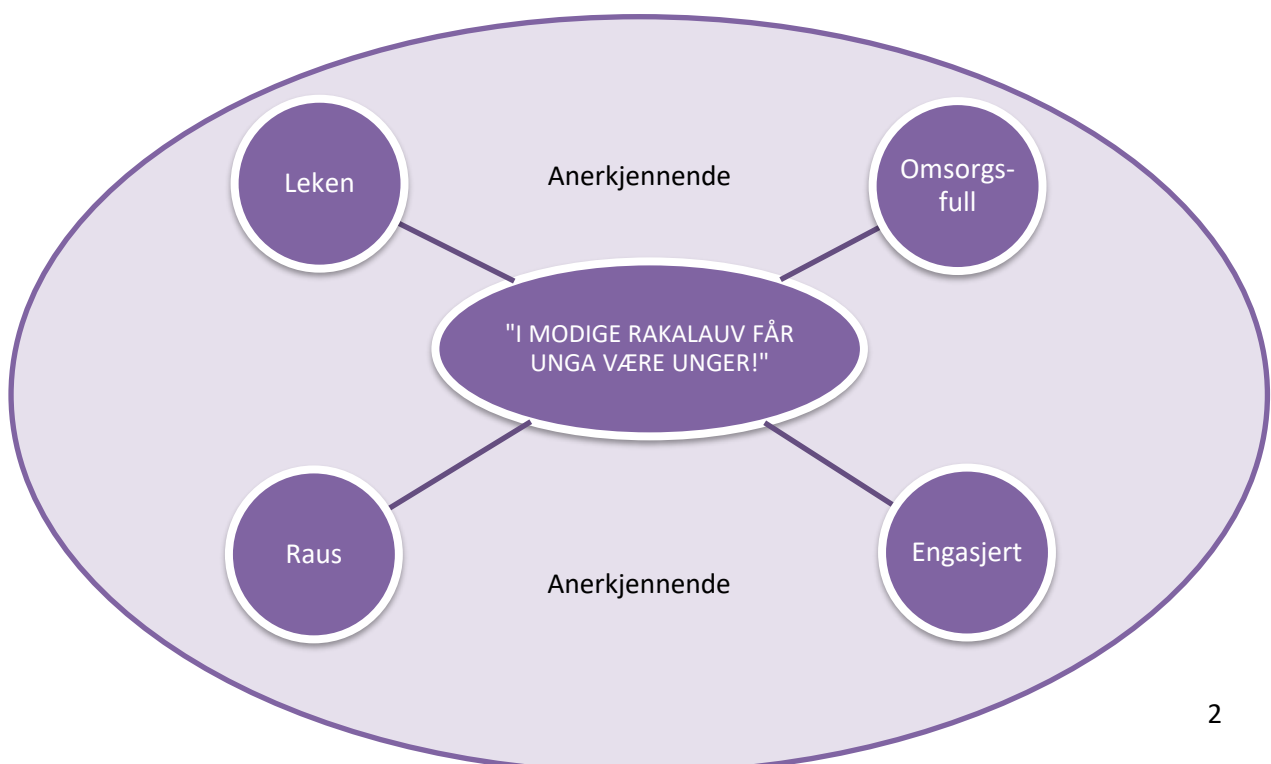 Leken
Anerkjennende
Omsorgs-
full
"I MODIGE RAKALAUV FÅR
UNGA VÆRE UNGER!"
Raus
Anerkjennende
Engasjert
2